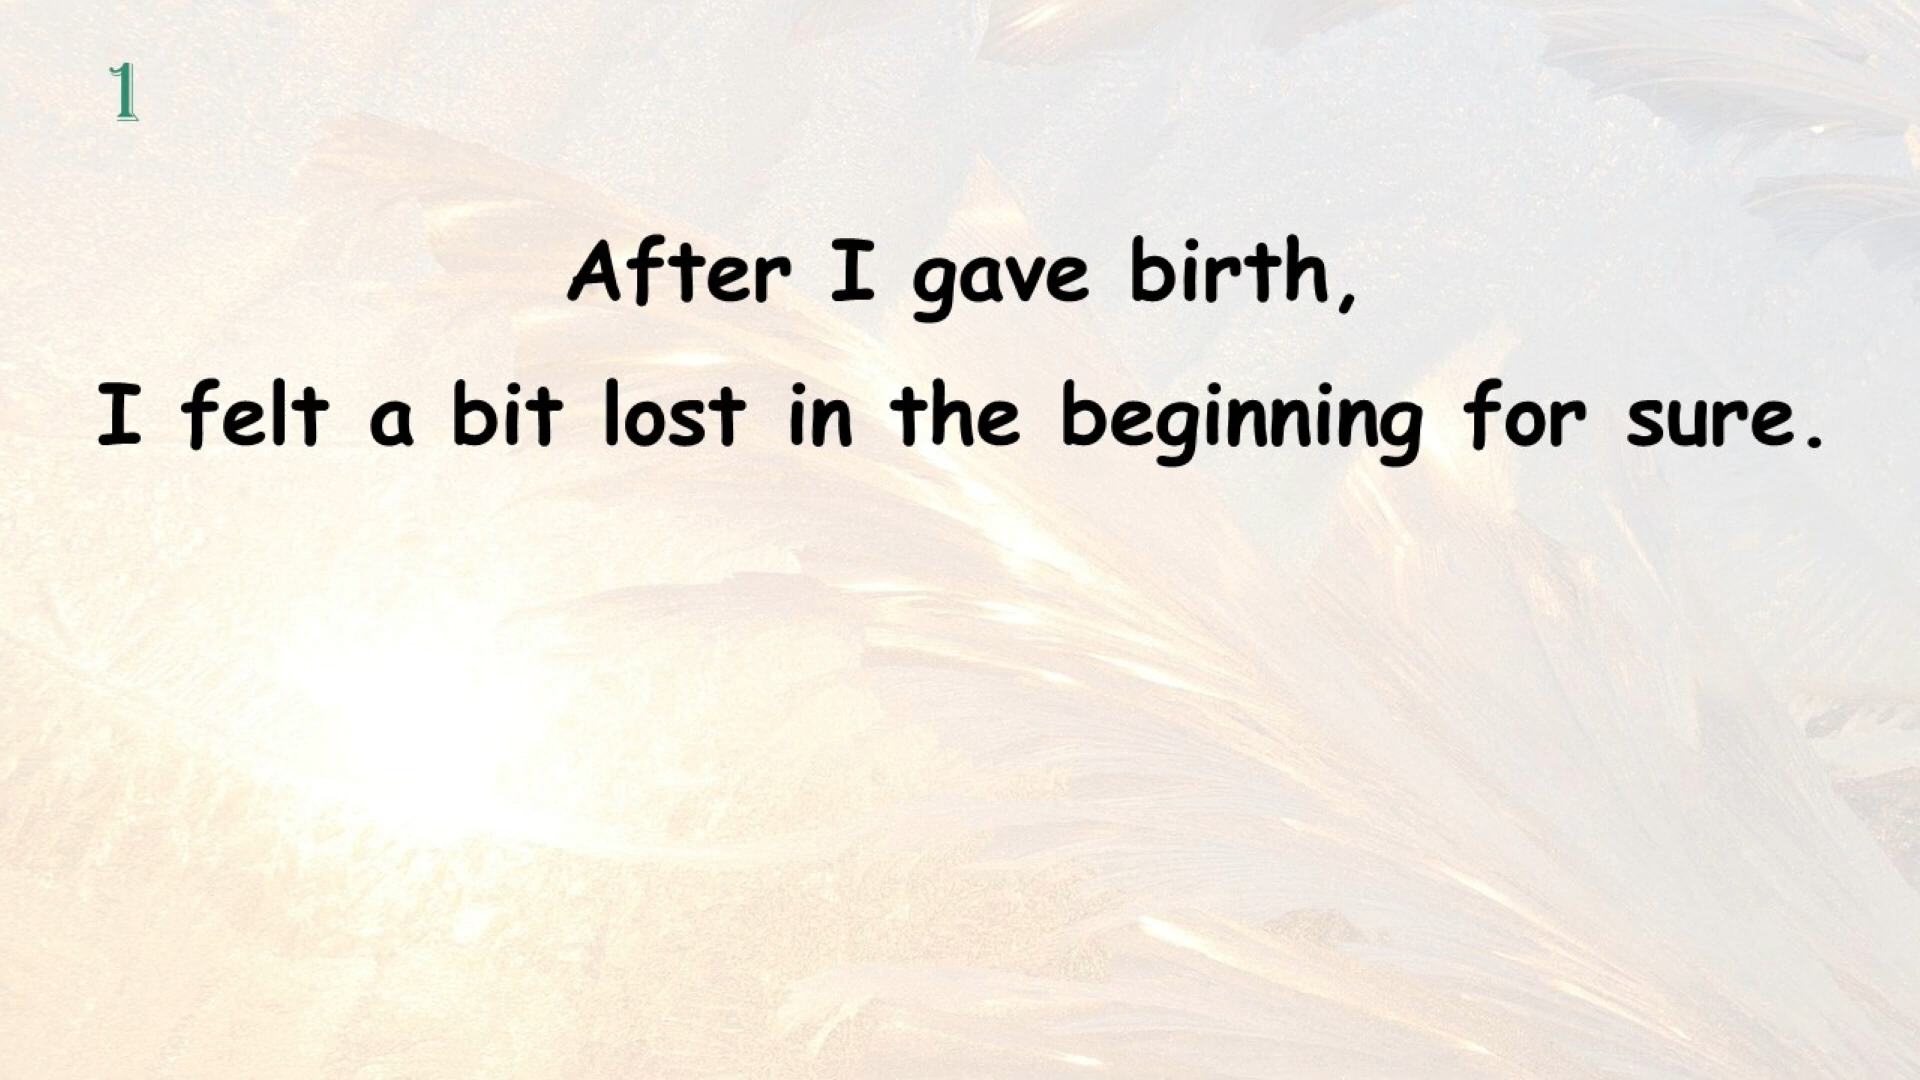 1
After I gave birth,
I felt a bit lost in the beginning for sure.